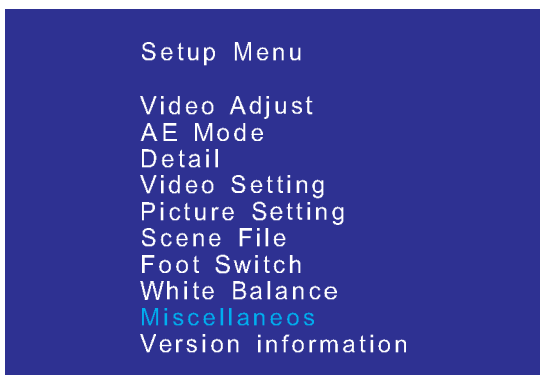 Setup Menu
Video Adjust
AE Mode
Detail
Video Setting
Picture Setting
Scene File
Foot Switch
White Balance
Miscellaneos
Version information